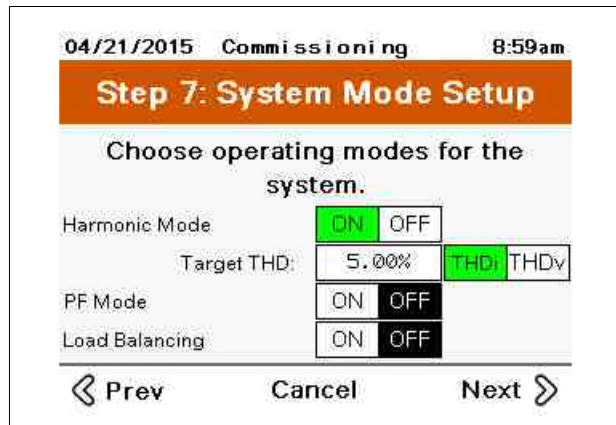 04/21/2015 Commissioning 8:59am
Step 7: System Mode Setup
Choose operating modes for the
system.
Harmonic Mode ON OFF
Target THD: 5.00% THDi THDv
PF Mode ON OFF
Load Balancing ON OFF
Prev Cancel Next